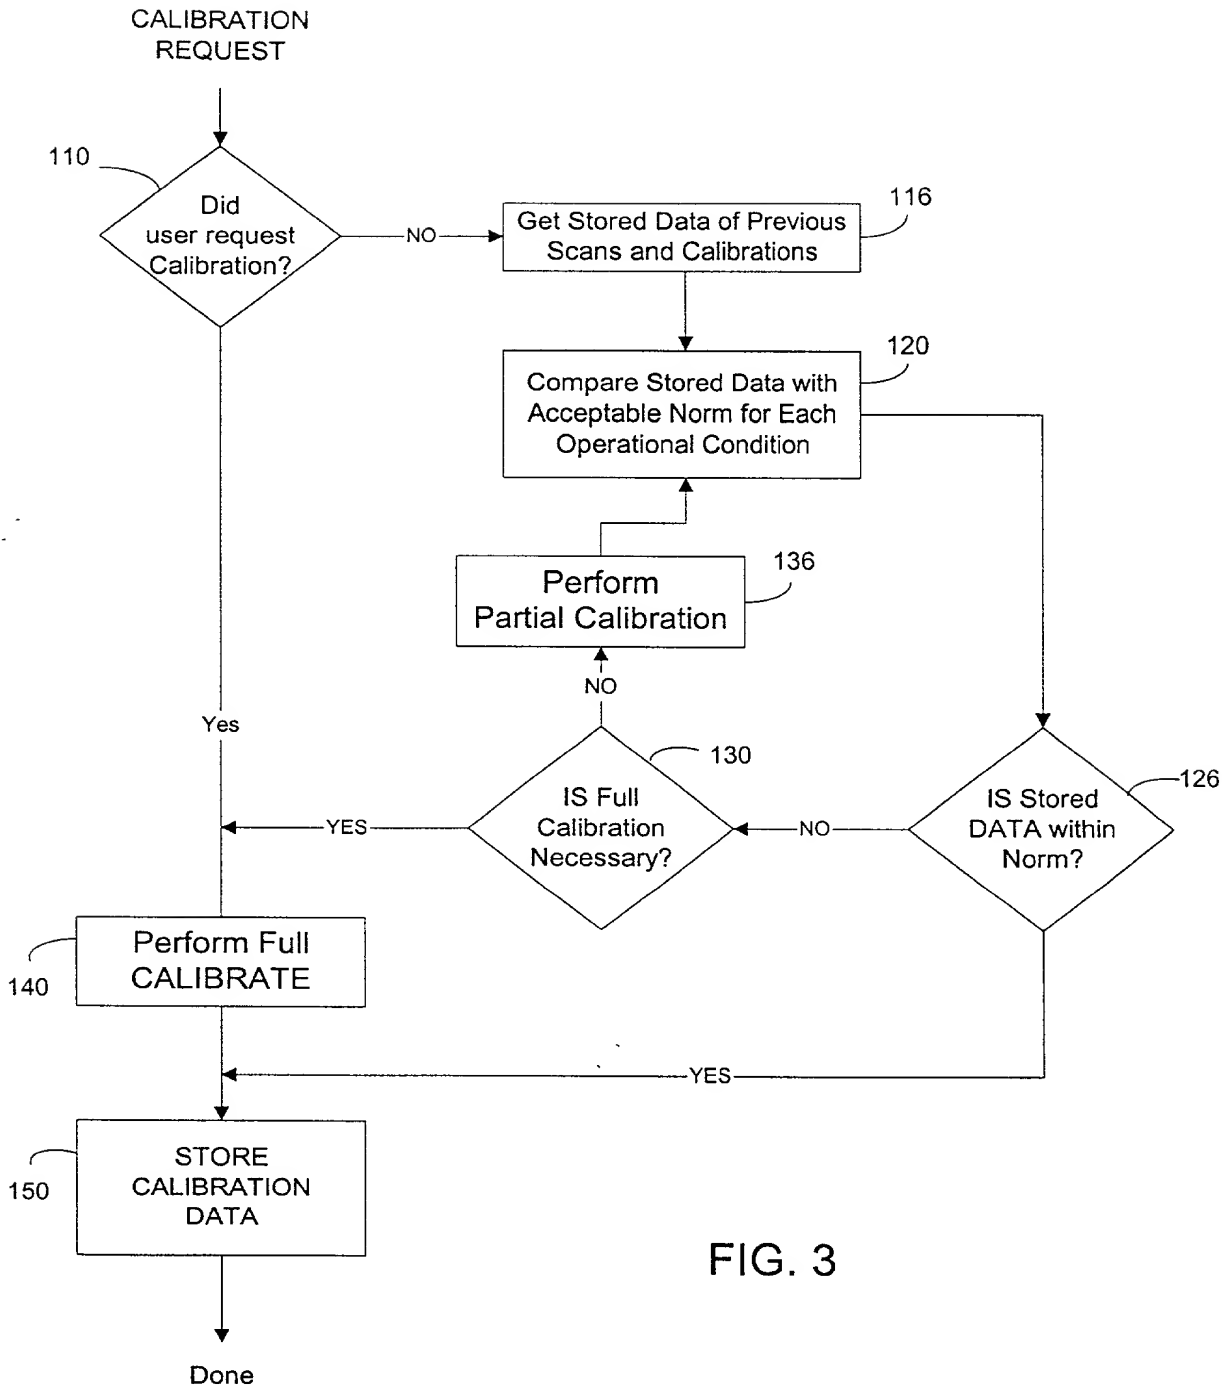 CALIBRATION
REQUEST
110
Did
user request
Calibration?
NO
Get Stored Data of Previous
Scans and Calibrations
116
Compare Stored Data with
Acceptable Norm for Each
Operational Condition
120
Perform
Partial Calibration
136
NO
Yes
IS Full
Calibration
Necessary?
130
YES
NO
IS Stored
DATA within
Norm?
126
Perform Full
CALIBRATE
140
YES
STORE
CALIBRATION
DATA
150
FIG. 3
Done